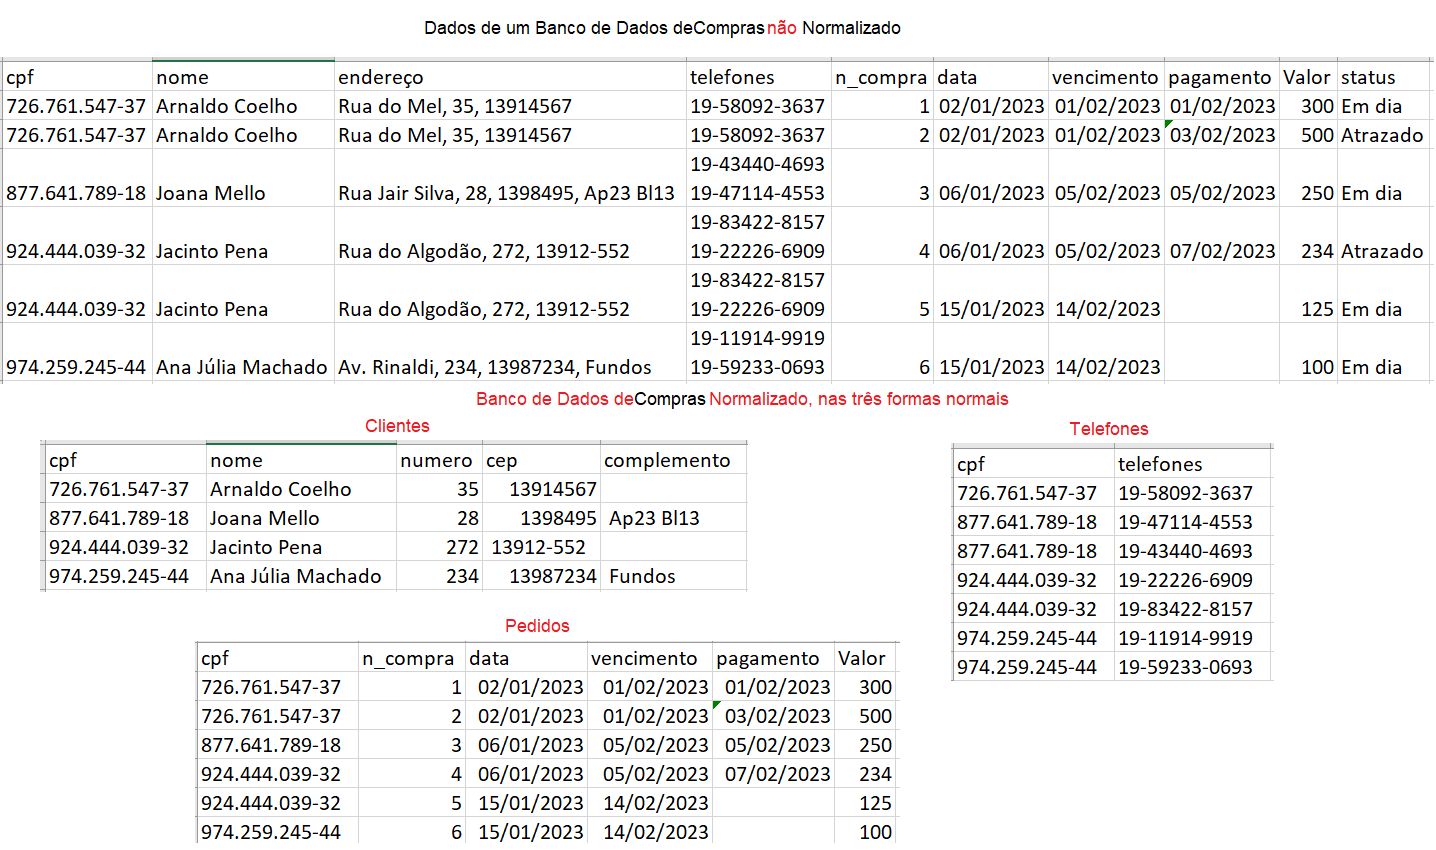 Dados de um Banco de Dados deCompras não Normalizado
cpf nome endereço telefones n_compra data vencimento pagamento Valor status
726.761.547-37 Arnaldo Coelho Rua do Mel, 35, 13914567 19-58092-3637 1 02/01/2023 01/02/2023 01/02/2023 300 Em dia
726.761.547-37 Arnaldo Coelho Rua do Mel, 35, 13914567 19-58092-3637 2 02/01/2023 01/02/2023 03/02/2023 500 Atrazado
19-43440-4693
877.641.789-18 Joana Mello Rua Jair Silva, 28, 1398495, Ap23 Bl13 19-47114-4553 3 06/01/2023 05/02/2023 05/02/2023 250 Em dia
19-83422-8157
924.444.039-32 Jacinto Pena Rua do Algodão, 272, 13912-552 19-22226-6909 4 06/01/2023 05/02/2023 07/02/2023 234 Atrazado
19-83422-8157
924.444.039-32 Jacinto Pena Rua do Algodão, 272, 13912-552 19-22226-6909 5 15/01/2023 14/02/2023 125 Em dia
19-11914-9919
974.259.245-44 Ana Júlia Machado Av. Rinaldi, 234, 13987234, Fundos 19-59233-0693 6 15/01/2023 14/02/2023 100 Em dia
Banco de Dados deCompras Normalizado, nas três formas normais
Clientes
cpf nome numero cep complemento
726.761.547-37 Arnaldo Coelho 35 13914567
877.641.789-18 Joana Mello 28 1398495 Ap23 Bl13
924.444.039-32 Jacinto Pena 272 13912-552
974.259.245-44 Ana Júlia Machado 234 13987234 Fundos
Telefones
cpf telefones
726.761.547-37 19-58092-3637
877.641.789-18 19-47114-4553
877.641.789-18 19-43440-4693
924.444.039-32 19-22226-6909
924.444.039-32 19-83422-8157
974.259.245-44 19-11914-9919
974.259.245-44 19-59233-0693
Pedidos
cpf n_compra data vencimento pagamento Valor
726.761.547-37 1 02/01/2023 01/02/2023 01/02/2023 300
726.761.547-37 2 02/01/2023 01/02/2023 03/02/2023 500
877.641.789-18 3 06/01/2023 05/02/2023 05/02/2023 250
924.444.039-32 4 06/01/2023 05/02/2023 07/02/2023 234
924.444.039-32 5 15/01/2023 14/02/2023 125
974.259.245-44 6 15/01/2023 14/02/2023 100